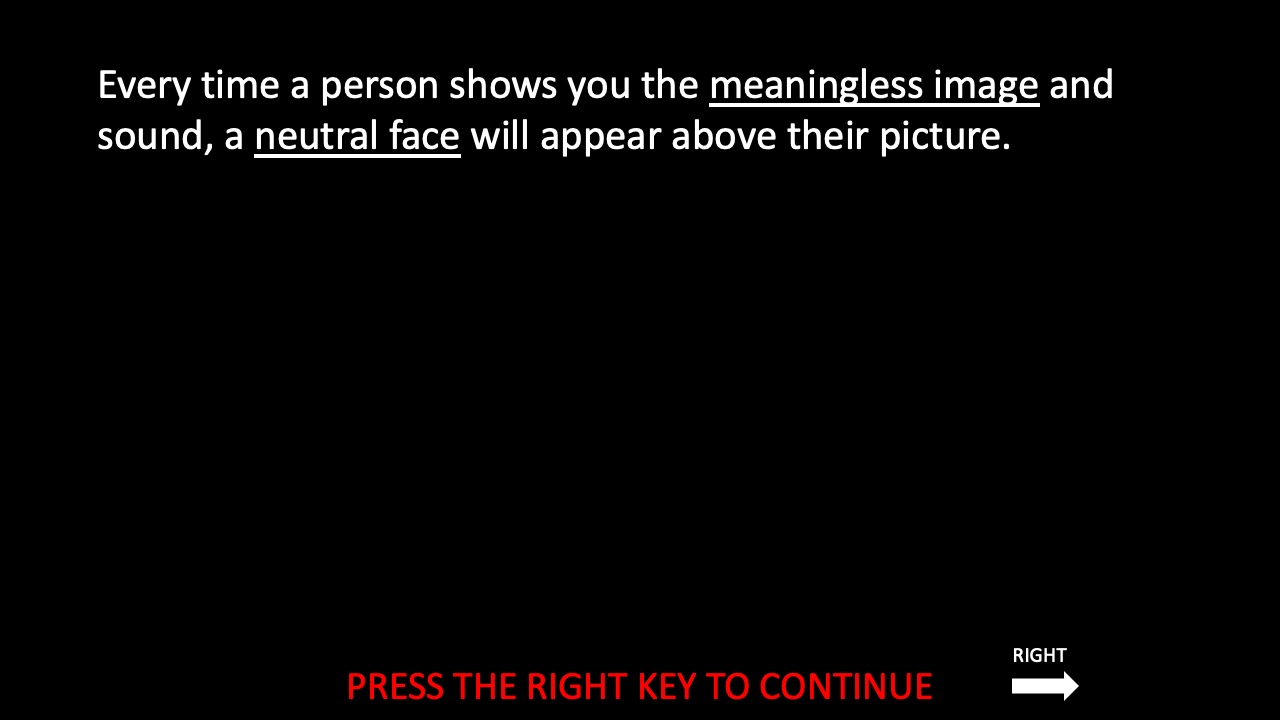 Every time a person shows you the meaningless image and
sound, a neutral face will appear above their picture.
RIGHT
PRESS THE RIGHT KEY TO CONTINUE